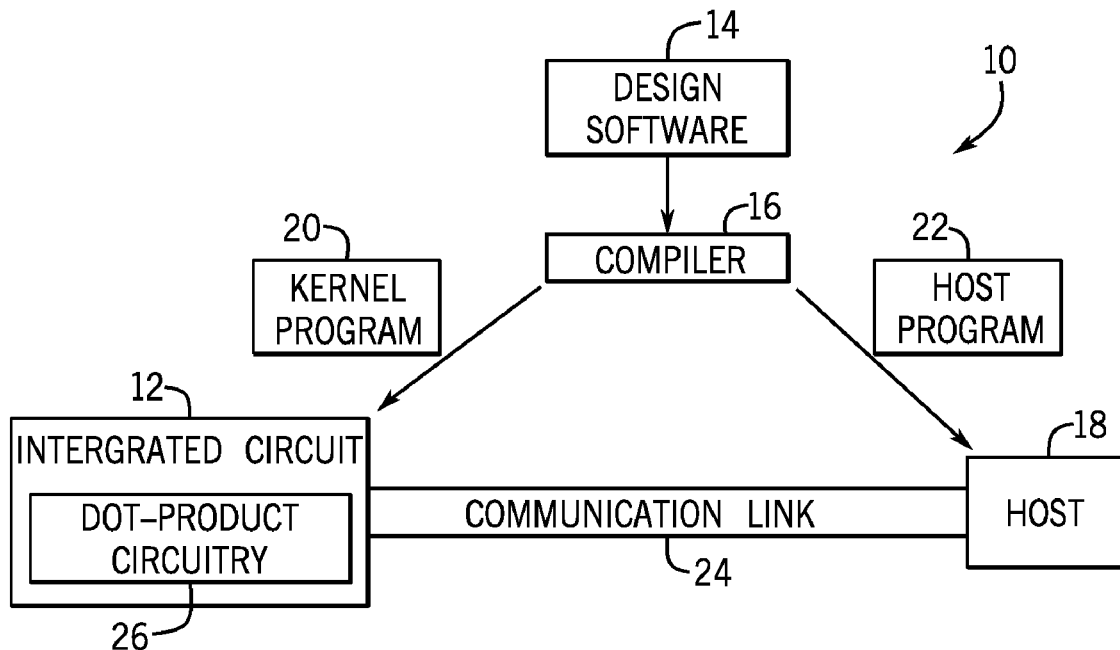 14
DESIGN
SOFTWARE
10
16
COMPILER
20
KERNEL
PROGRAM
22
HOST
PROGRAM
12
INTERGRATED CIRCUIT
DOT–PRODUCT
CIRCUITRY
26
COMMUNICATION LINK
24
18
HOST